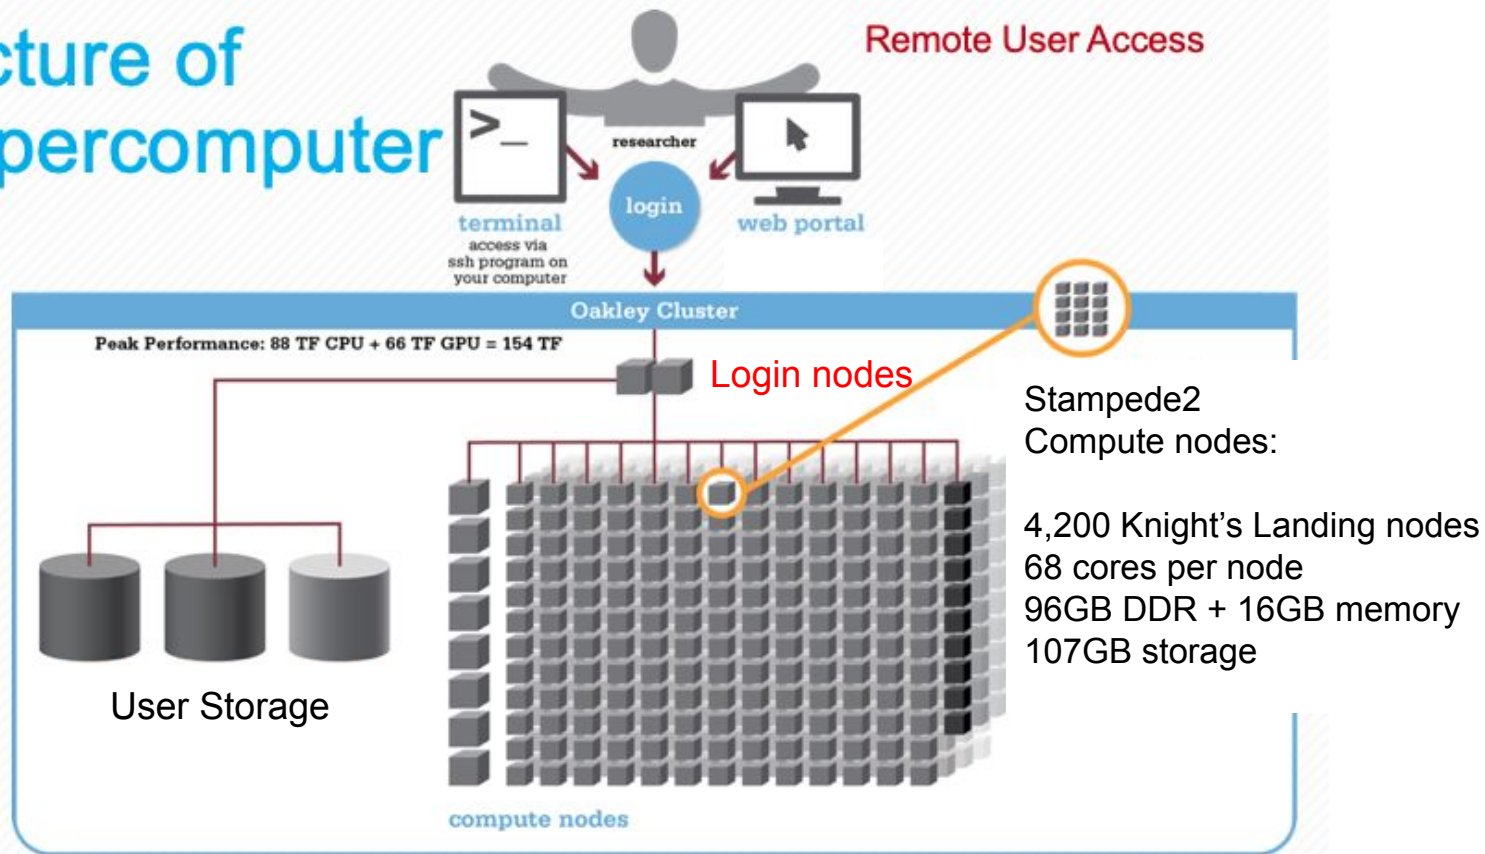 cture of
percomputer
Remote User Access
>_
researcher
login
terminal
access via
ssh program on
your computer
web portal
Oakley Cluster
Peak Performance: 88 TF CPU + 66 TF GPU = 154 TF
Login nodes
Stampede2
Compute nodes:
4,200 Knight’s Landing nodes
68 cores per node
96GB DDR + 16GB memory
107GB storage
User Storage
compute nodes